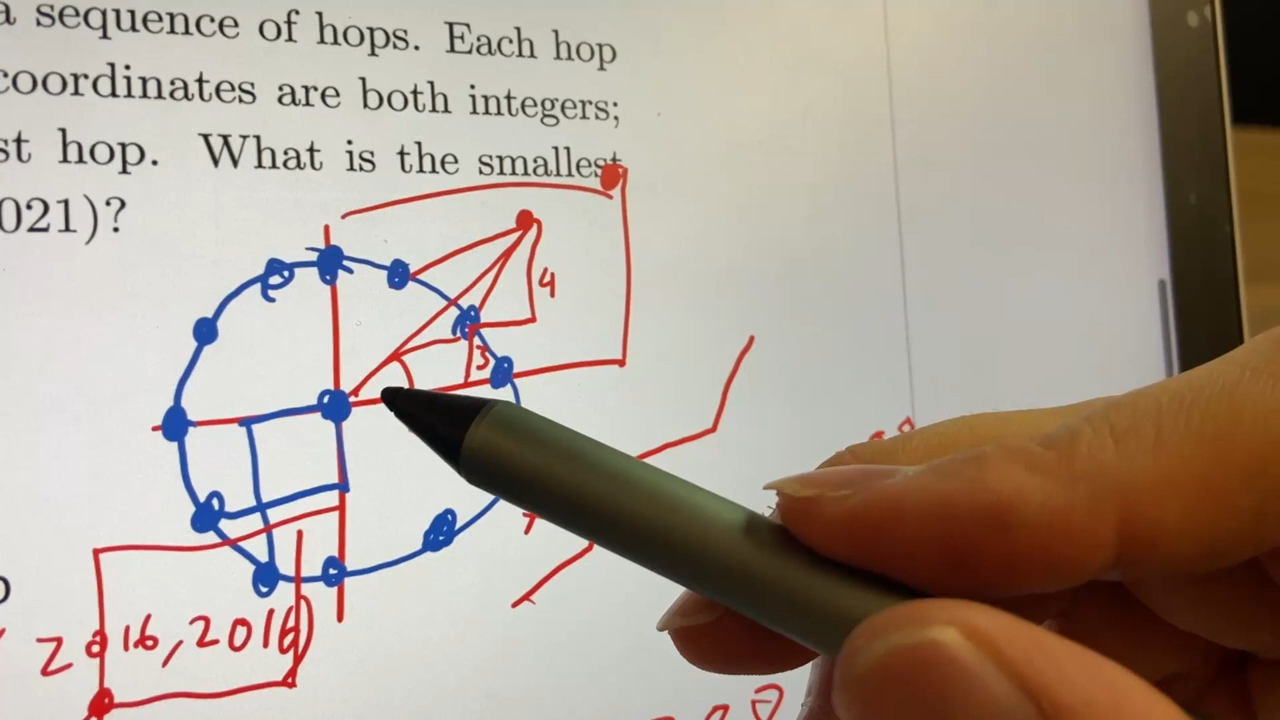 a sequence of hops. Each hop
coordinates are both integers;
st hop. What is the smallest
021)?
4
3
2016,2016)